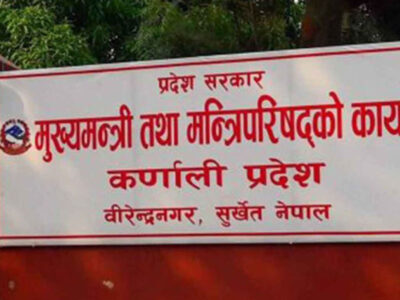 प्रदेश सरकार
मुख्यमन्त्री तथा मन्त्रिपरिषद्को काय
कर्णाली प्रदेश
वीरेन्द्रनगर, सुर्खेत नेपाल